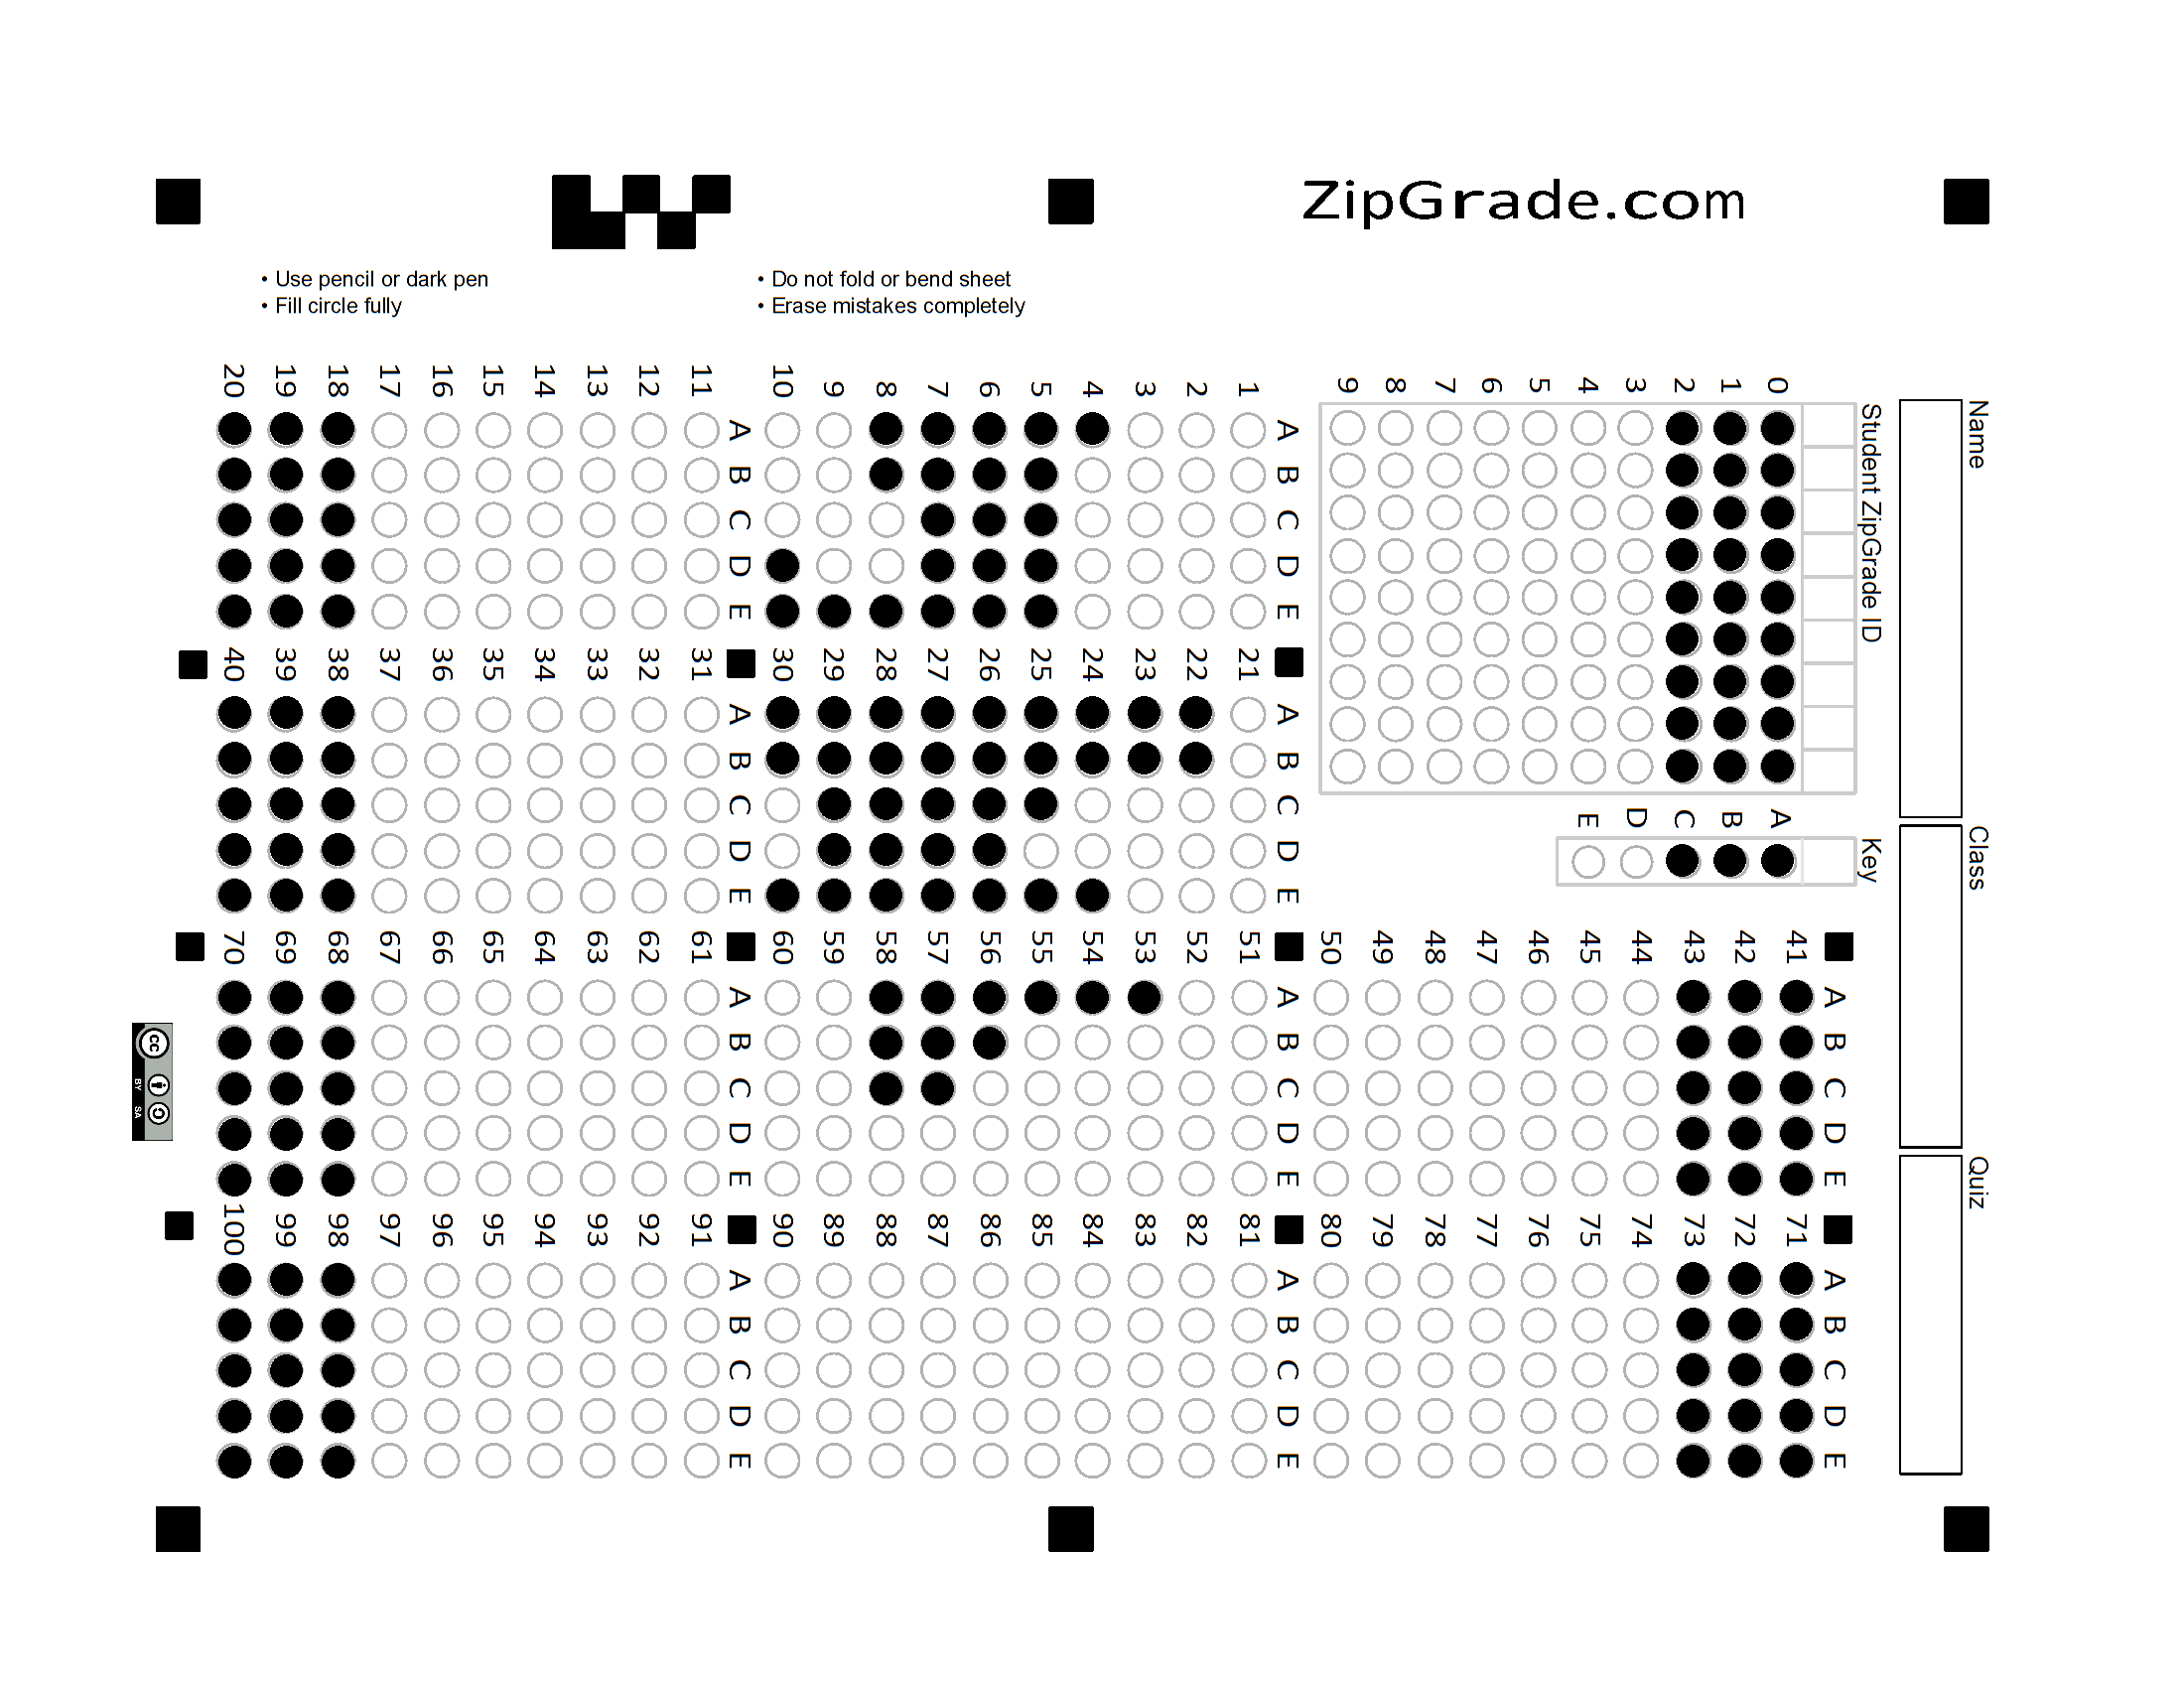 ZipGrade.com
• Use pencil or dark pen
• Fill circle fully
• Do not fold or bend sheet
• Erase mistakes completely
Name
Class
Quiz
Student ZipGrade ID
0 1 2 3 4 5 6 7 8 9
Key
A B C D E
A B C D E
1 2 3 4 5 6 7 8 9 10
A B C D E
11 12 13 14 15 16 17 18 19 20
A B C D E
21 22 23 24 25 26 27 28 29 30
A B C D E
31 32 33 34 35 36 37 38 39 40
A B C D E
41 42 43 44 45 46 47 48 49 50
A B C D E
51 52 53 54 55 56 57 58 59 60
A B C D E
61 62 63 64 65 66 67 68 69 70
A B C D E
71 72 73 74 75 76 77 78 79 80
A B C D E
81 82 83 84 85 86 87 88 89 90
A B C D E
91 92 93 94 95 96 97 98 99 100
cc
BY SA